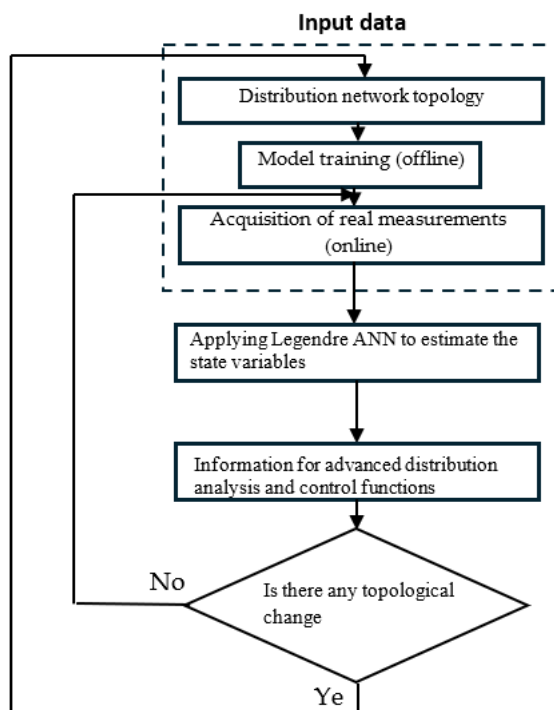 Input data
Distribution network topology
Model training (offline)
Acquisition of real measurements
(online)
Applying Legendre ANN to estimate the
state variables
Information for advanced distribution
analysis and control functions
Is there any topological
change
No
Ye